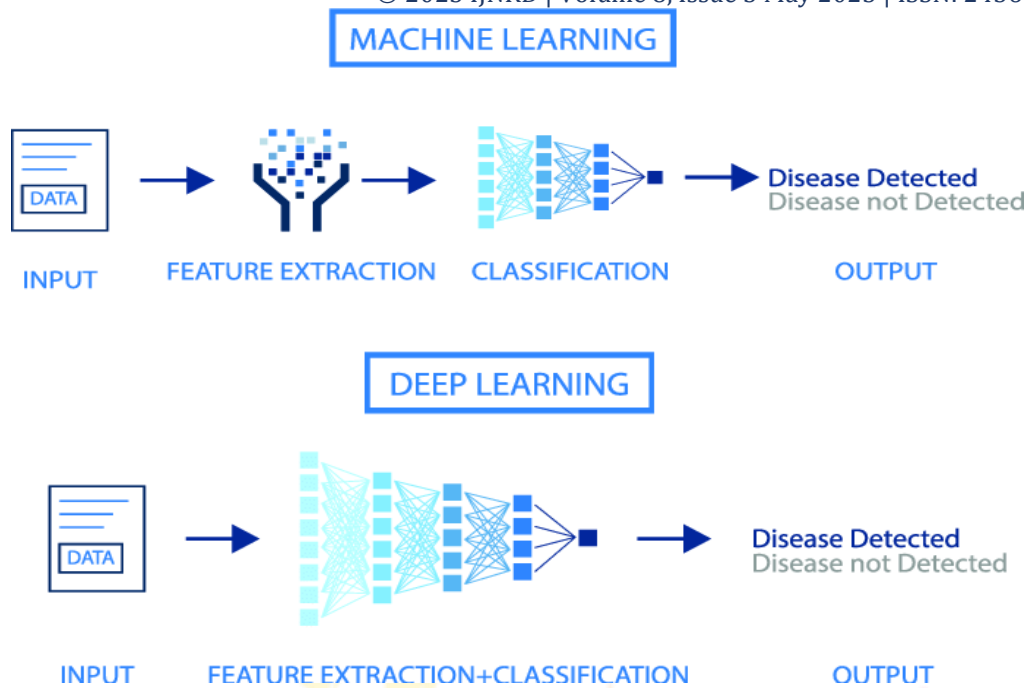 MACHINE LEARNING
DATA
Disease Detected
Disease not Detected
INPUT
FEATURE EXTRACTION
CLASSIFICATION
OUTPUT
DEEP LEARNING
DATA
Disease Detected
Disease not Detected
INPUT
FEATURE EXTRACTION+CLASSIFICATION
OUTPUT